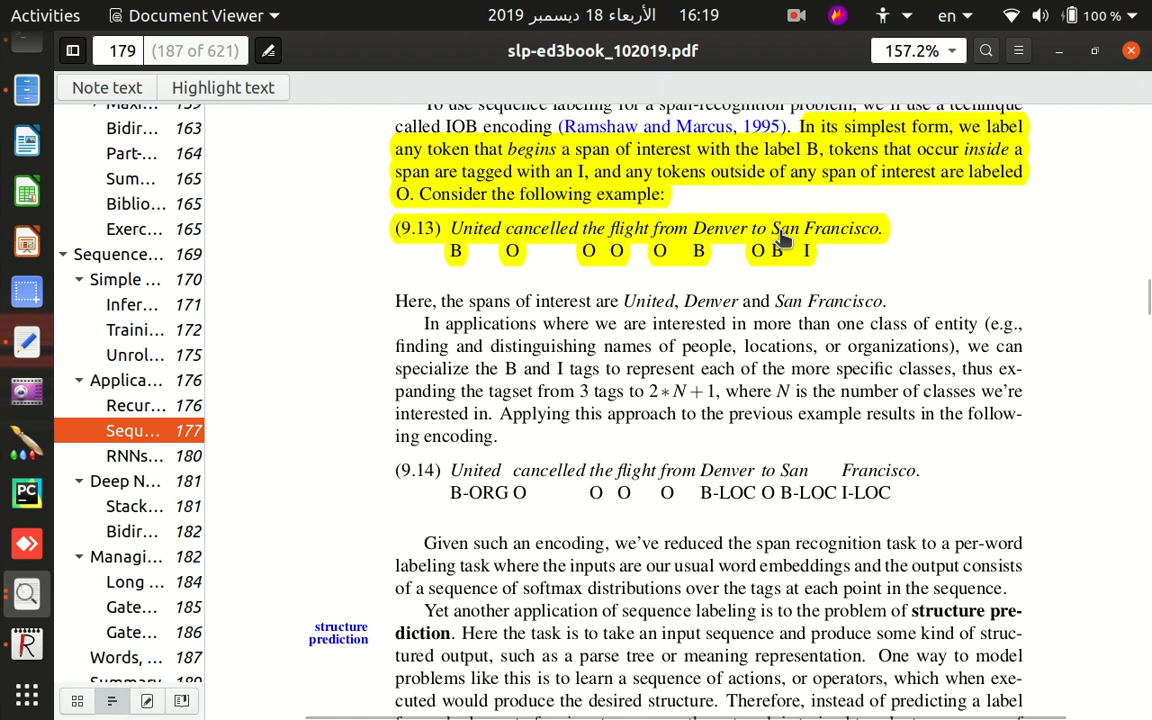 Activities Document Viewer الأربعاء 18 ديسمبر 2019 16:19 en 100 %
179 (187 of 621) slp-ed3book_102019.pdf 157.2%
Note text Highlight text
Bidir... 163
Part-... 164
Sum... 165
Biblio... 165
Exerc... 165
Sequence... 169
Simple ... 170
Infer... 171
Traini... 172
Unrol... 175
Applica... 176
Recur... 176
Sequ... 177
RNNs... 180
Deep N... 181
Stack... 181
Bidir... 182
Managi... 182
Long ... 184
Gate... 185
Gate... 186
Words, ... 187
To use sequence labeling for a span-recognition problem, we'll use a technique
called IOB encoding (Ramshaw and Marcus, 1995). In its simplest form, we label
any token that begins a span of interest with the label B, tokens that occur inside a
span are tagged with an I, and any tokens outside of any span of interest are labeled
O. Consider the following example:
(9.13) United cancelled the flight from Denver to San Francisco.
B O O O O B O B I
Here, the spans of interest are United, Denver and San Francisco.
In applications where we are interested in more than one class of entity (e.g.,
finding and distinguishing names of people, locations, or organizations), we can
specialize the B and I tags to represent each of the more specific classes, thus ex-
panding the tagset from 3 tags to 2 ∗ N + 1, where N is the number of classes we're
interested in. Applying this approach to the previous example results in the follow-
ing encoding.
(9.14) United cancelled the flight from Denver to San Francisco.
B-ORG O O O O B-LOC O B-LOC I-LOC
Given such an encoding, we've reduced the span recognition task to a per-word
labeling task where the inputs are our usual word embeddings and the output consists
of a sequence of softmax distributions over the tags at each point in the sequence.
Yet another application of sequence labeling is to the problem of structure pre-
structure
prediction
diction. Here the task is to take an input sequence and produce some kind of struc-
tured output, such as a parse tree or meaning representation. One way to model
problems like this is to learn a sequence of actions, or operators, which when exe-
cuted would produce the desired structure. Therefore, instead of predicting a label
PC
R